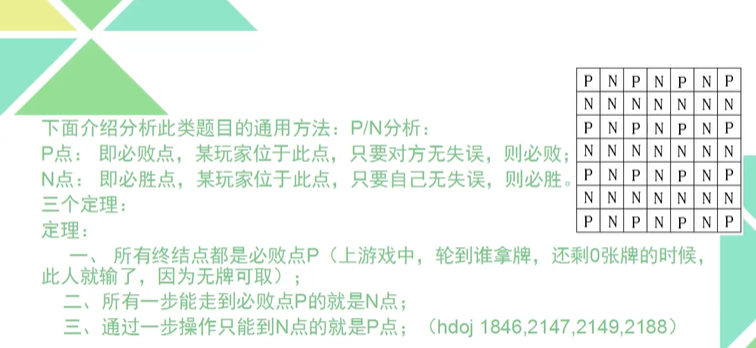 P N P N P N P
N N N N N N N
P N P N P N P
N N N N N N N
P N P N P N P
N N N N N N N
P N P N P N P
下面介绍分析此类题目的通用方法：P/N分析：
P点： 即必败点，某玩家位于此点，只要对方无失误，则必败；
N点： 即必胜点，某玩家位于此点，只要自己无失误，则必胜。
三个定理：
定理：
一、 所有终结点都是必败点P（上游戏中，轮到谁拿牌，还剩0张牌的时候，
此人就输了，因为无牌可取）；
二、所有一步能走到必败点P的就是N点；
三、通过一步操作只能到N点的就是P点；（hdoj 1846,2147,2149,2188）